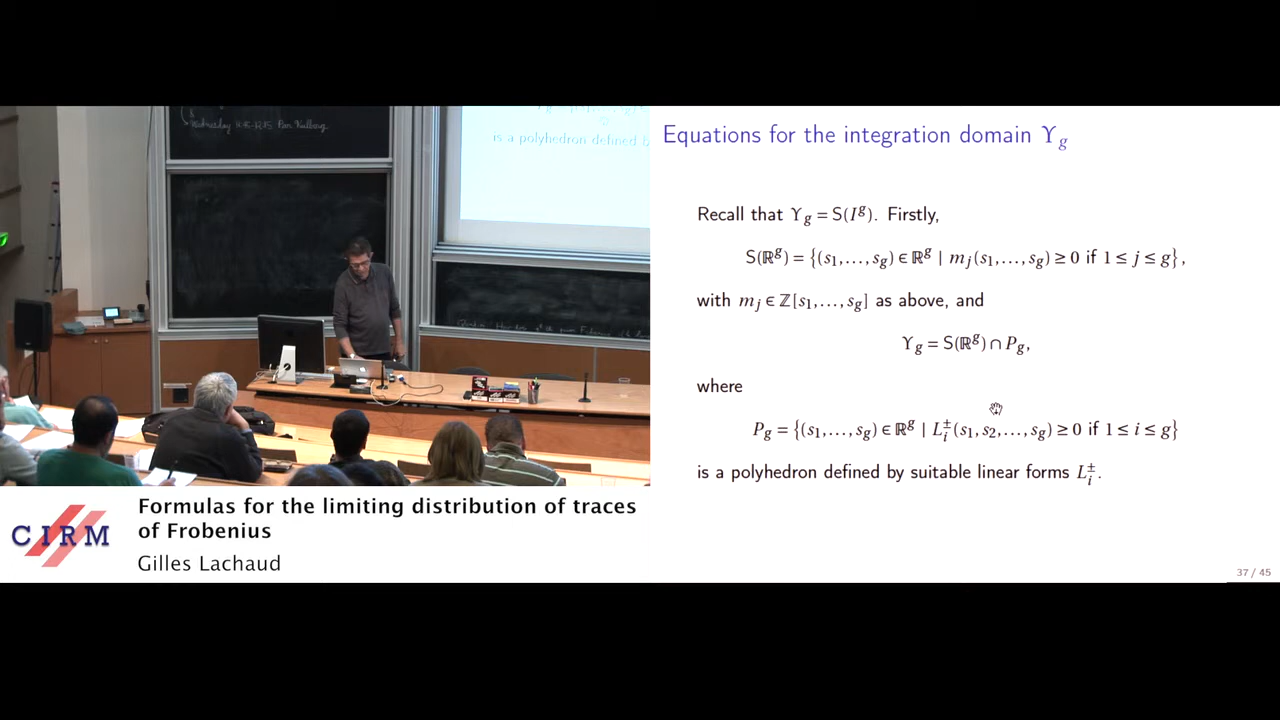 Wednesday
is a polyhedron defined b
Equations for the integration domain ϒ_g
Recall that ϒ_g = S(I^g). Firstly,
S(ℝ^g) = {(s_1,…,s_g) ∈ ℝ^g | m_j(s_1,…,s_g) ≥ 0 if 1 ≤ j ≤ g},
with m_j ∈ ℤ[s_1,…,s_g] as above, and
ϒ_g = S(ℝ^g) ∩ P_g,
where
P_g = {(s_1,…,s_g) ∈ ℝ^g | L_i^±(s_1,s_2,…,s_g) ≥ 0 if 1 ≤ i ≤ g}
is a polyhedron defined by suitable linear forms L_i^±.
37 / 45
CIRM
Formulas for the limiting distribution of traces
of Frobenius
Gilles Lachaud